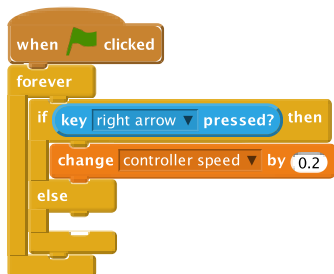 when clicked
forever
if key right arrow pressed? then
change controller speed by 0.2
else